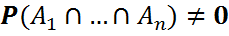 P(A₁ ∩ … ∩ Aₙ) ≠ 0